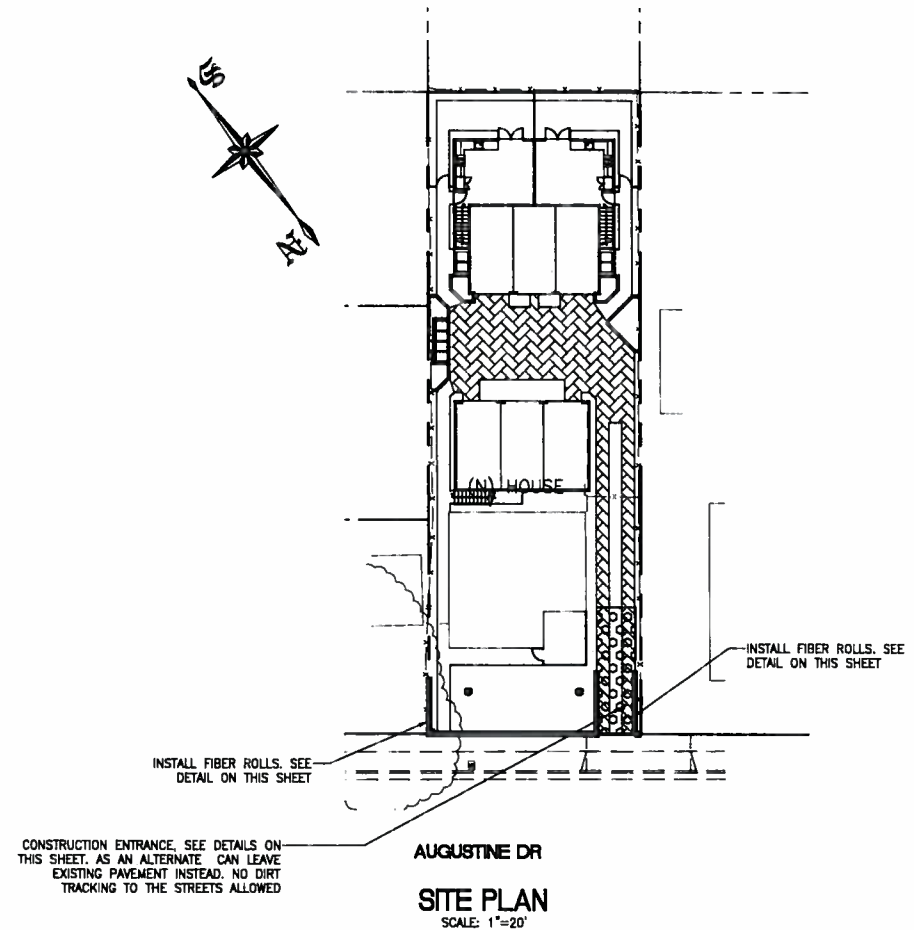 S
N
(N) HOUSE
INSTALL FIBER ROLLS. SEE
DETAIL ON THIS SHEET
INSTALL FIBER ROLLS. SEE
DETAIL ON THIS SHEET
CONSTRUCTION ENTRANCE, SEE DETAILS ON
THIS SHEET. AS AN ALTERNATE CAN LEAVE
EXISTING PAVEMENT INSTEAD. NO DIRT
TRACKING TO THE STREETS ALLOWED
AUGUSTINE DR
SITE PLAN
SCALE: 1"=20'